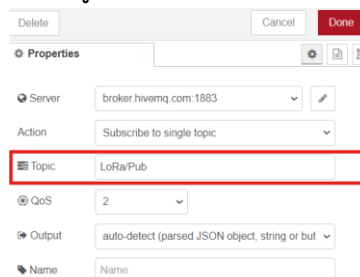 Delete
Cancel
Done
Properties
Server
broker.hivemq.com:1883
Action
Subscribe to single topic
Topic
LoRa/Pub
QoS
2
Output
auto-detect (parsed JSON object, string or buf
Name
Name